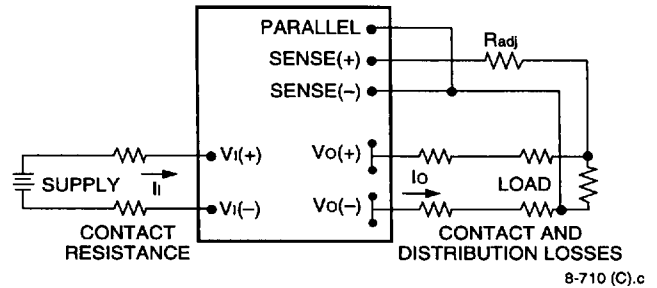 PARALLEL
SENSE(+)
Radj
SENSE(−)
VI(+)
VO(+)
SUPPLY
II
IO
LOAD
VI(−)
VO(−)
CONTACT
RESISTANCE
CONTACT AND
DISTRIBUTION LOSSES
8-710 (C).c